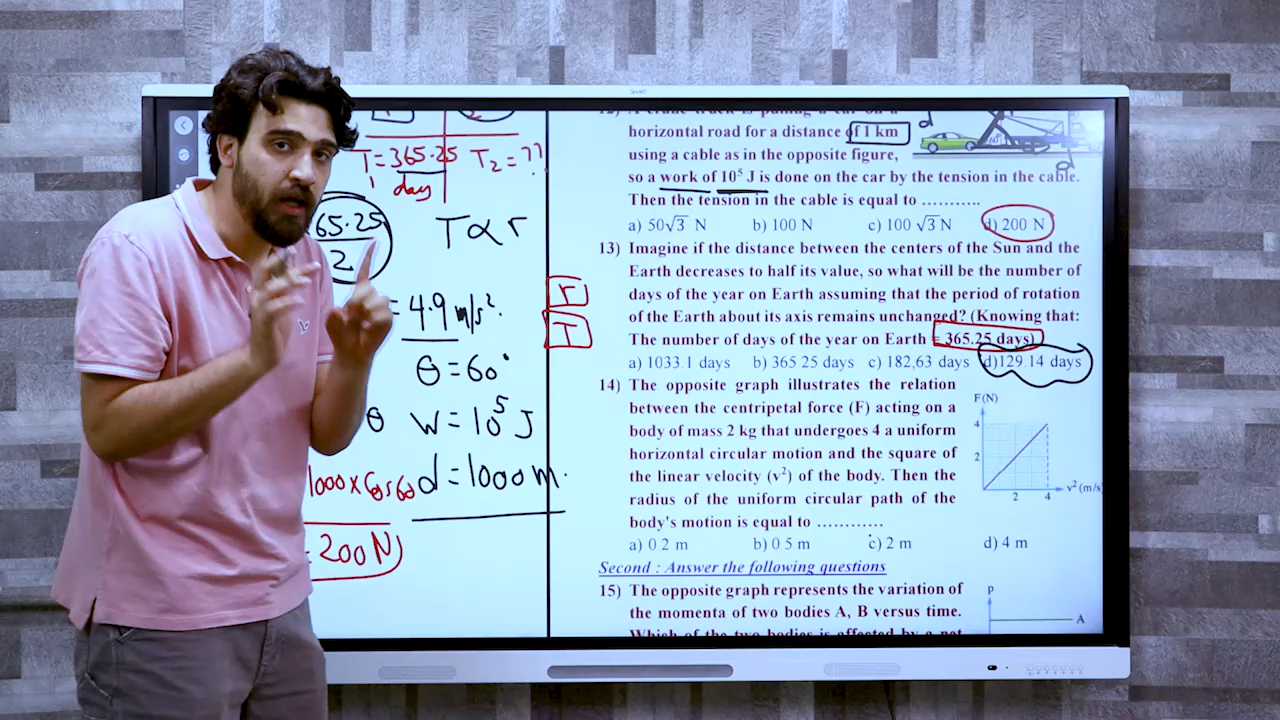 T₁ = 365.25 day
T₂ = ??
65.25
2
T ∝ r
= 4.9 m/s².
θ = 60°
θ
W = 10⁵ J
1000 × Cos 60
d = 1000 m.
= 200 N
r
T
horizontal road for a distance of 1 km
using a cable as in the opposite figure,
so a work of 10⁵ J is done on the car by the tension in the cable.
Then the tension in the cable is equal to ...........
a) 50√3 N b) 100 N c) 100 √3 N d) 200 N
13) Imagine if the distance between the centers of the Sun and the
Earth decreases to half its value, so what will be the number of
days of the year on Earth assuming that the period of rotation
of the Earth about its axis remains unchanged? (Knowing that:
The number of days of the year on Earth = 365.25 days)
a) 1033.1 days b) 365 25 days c) 182,63 days d) 129.14 days
14) The opposite graph illustrates the relation
between the centripetal force (F) acting on a
body of mass 2 kg that undergoes 4 a uniform
horizontal circular motion and the square of
the linear velocity (v²) of the body. Then the
radius of the uniform circular path of the
body's motion is equal to ............
a) 0 2 m b) 0 5 m c) 2 m d) 4 m
F(N)
4
2
2 4
v² (m/s
Second : Answer the following questions
15) The opposite graph represents the variation of
the momenta of two bodies A, B versus time.
Which of the two bodies is affected by a net
P
A